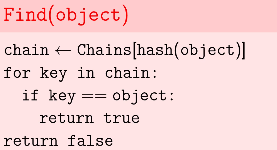 Find(object)
chain ← Chains[hash(object)]
for key in chain:
if key == object:
return true
return false